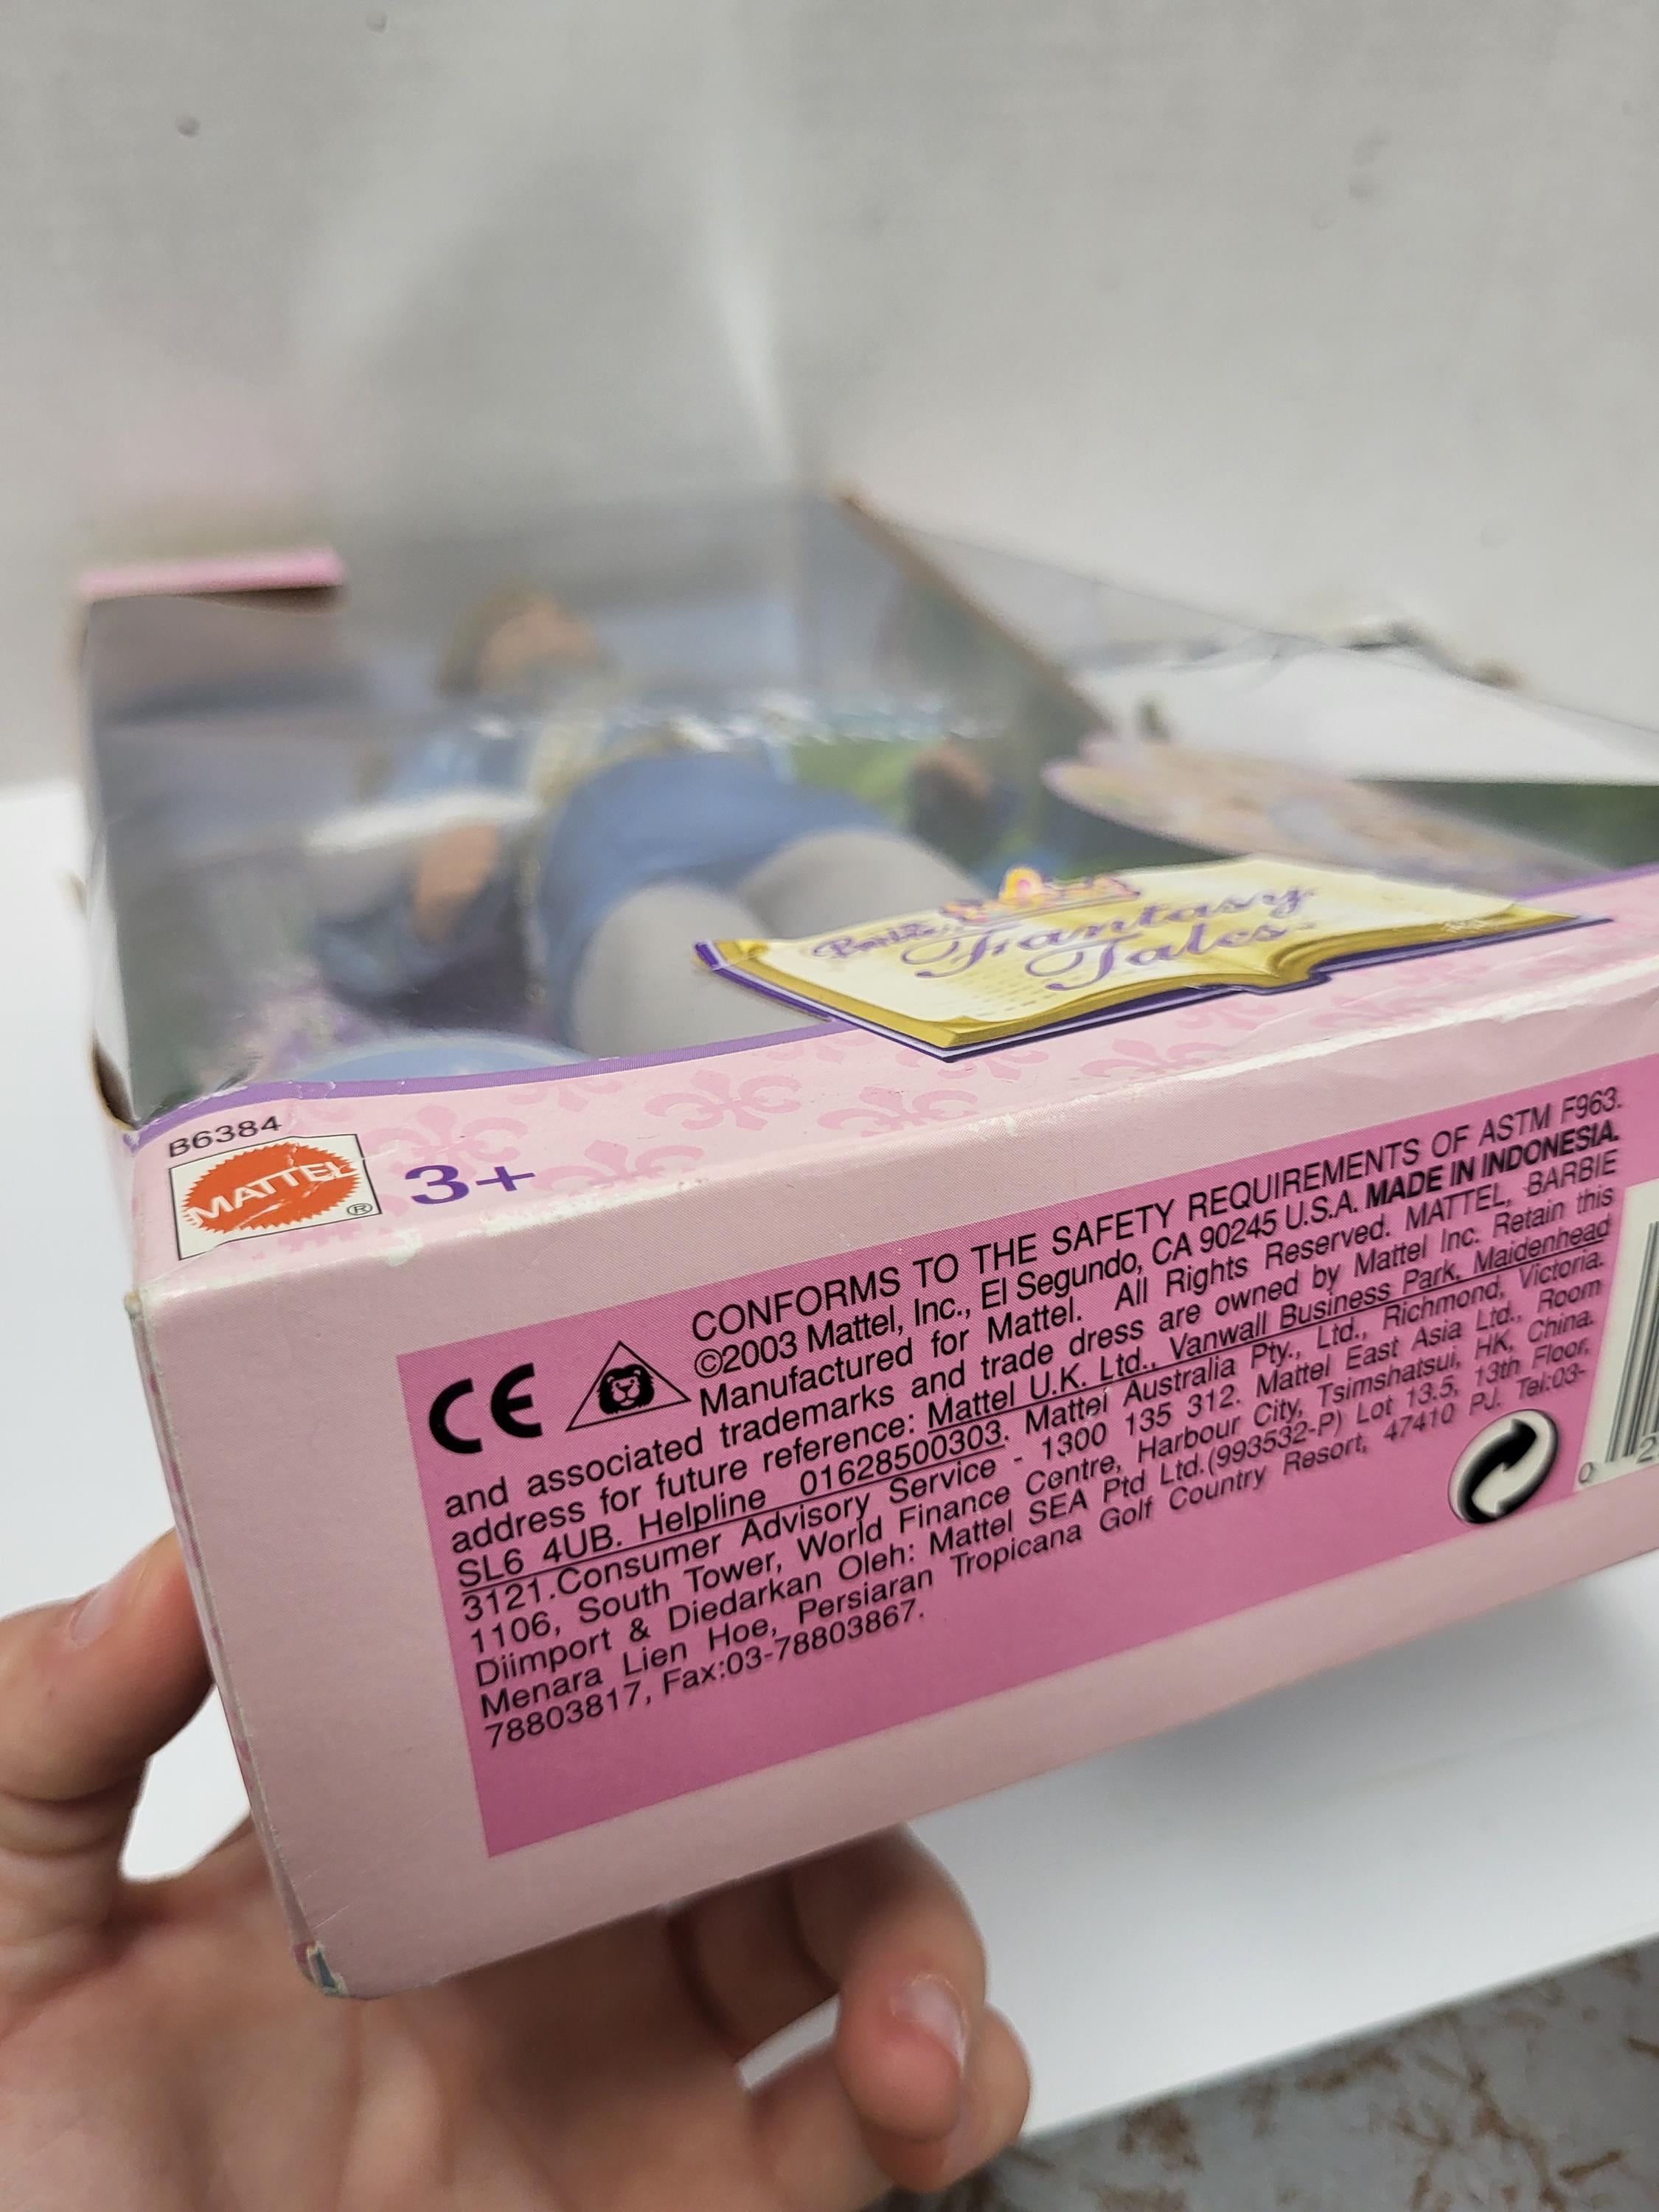 Barbie
Fantasy
Tales™
B6384
MATTEL
®
3+
CE
CONFORMS TO THE SAFETY REQUIREMENTS OF ASTM F963.
©2003 Mattel, Inc., El Segundo, CA 90245 U.S.A. MADE IN INDONESIA.
Manufactured for Mattel. All Rights Reserved. MATTEL, BARBIE
and associated trademarks and trade dress are owned by Mattel Inc. Retain this
address for future reference: Mattel U.K. Ltd., Vanwall Business Park, Maidenhead
SL6 4UB. Helpline 01628500303. Mattel Australia Pty., Ltd., Richmond, Victoria.
3121.Consumer Advisory Service - 1300 135 312. Mattel East Asia Ltd., Room
1106, South Tower, World Finance Centre, Harbour City, Tsimshatsui, HK, China.
Diimport & Diedarkan Oleh: Mattel SEA Ptd Ltd.(993532-P) Lot 13.5, 13th Floor,
Menara Lien Hoe, Persiaran Tropicana Golf Country Resort, 47410 PJ. Tel:03-
78803817, Fax:03-78803867.
0 2